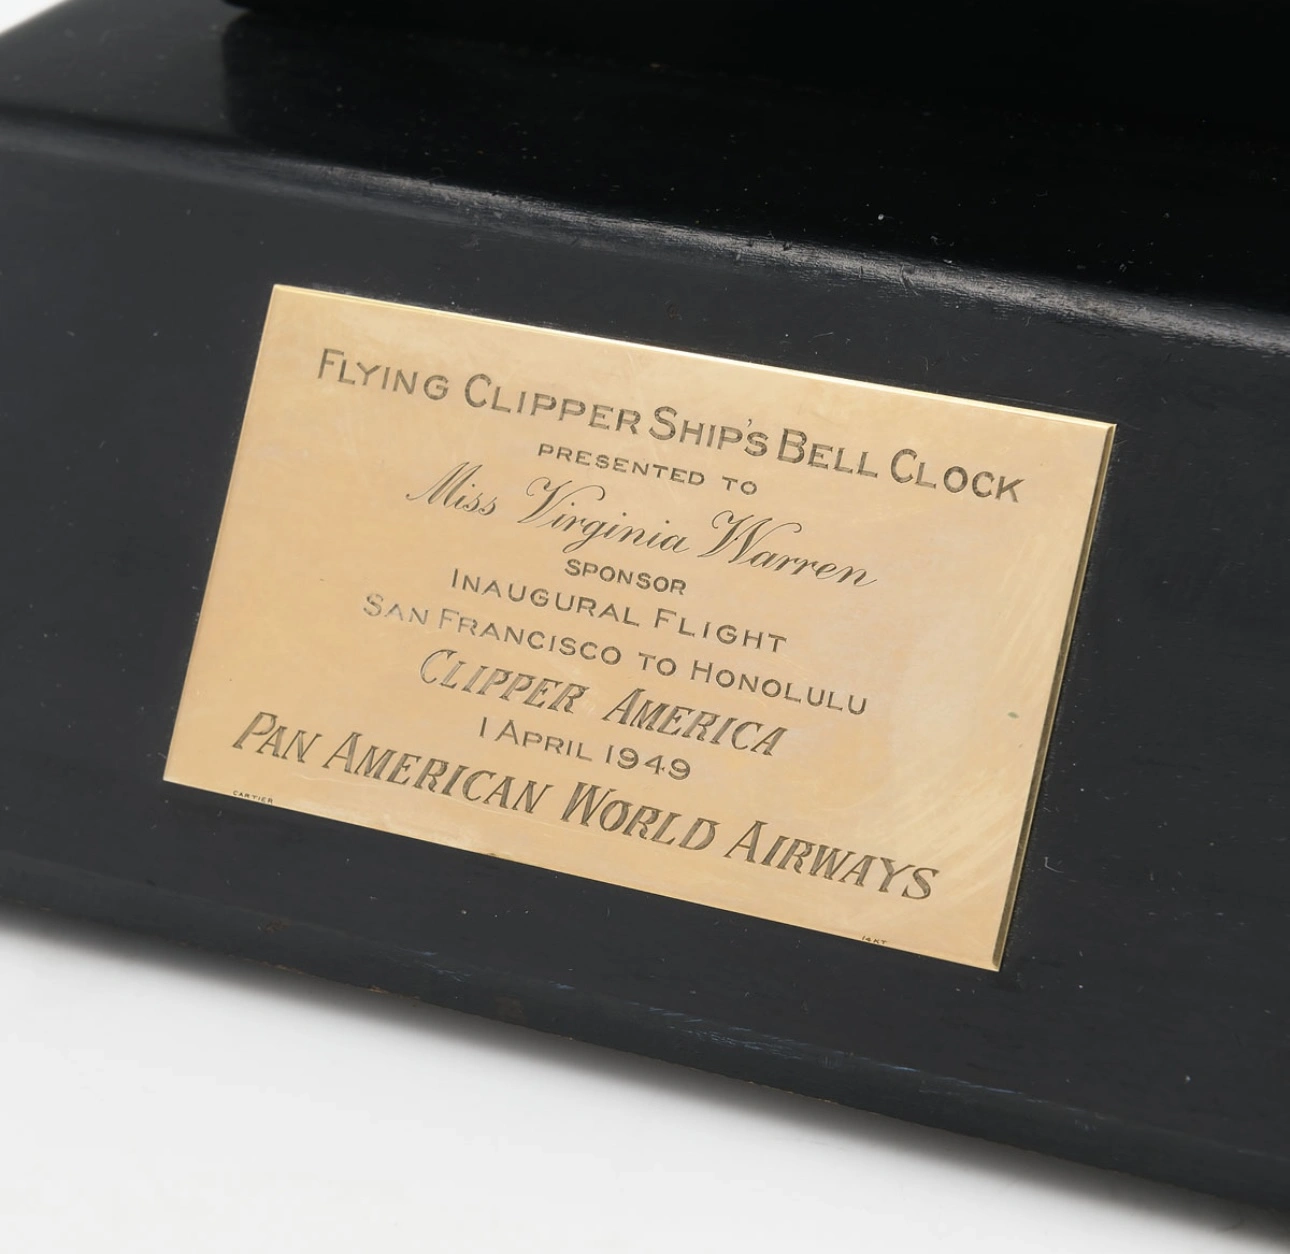 FLYING CLIPPER SHIP'S BELL CLOCK
PRESENTED TO
Miss Virginia Warren
SPONSOR
INAUGURAL FLIGHT
SAN FRANCISCO TO HONOLULU
CLIPPER AMERICA
1 APRIL 1949
PAN AMERICAN WORLD AIRWAYS
CARTIER
14KT